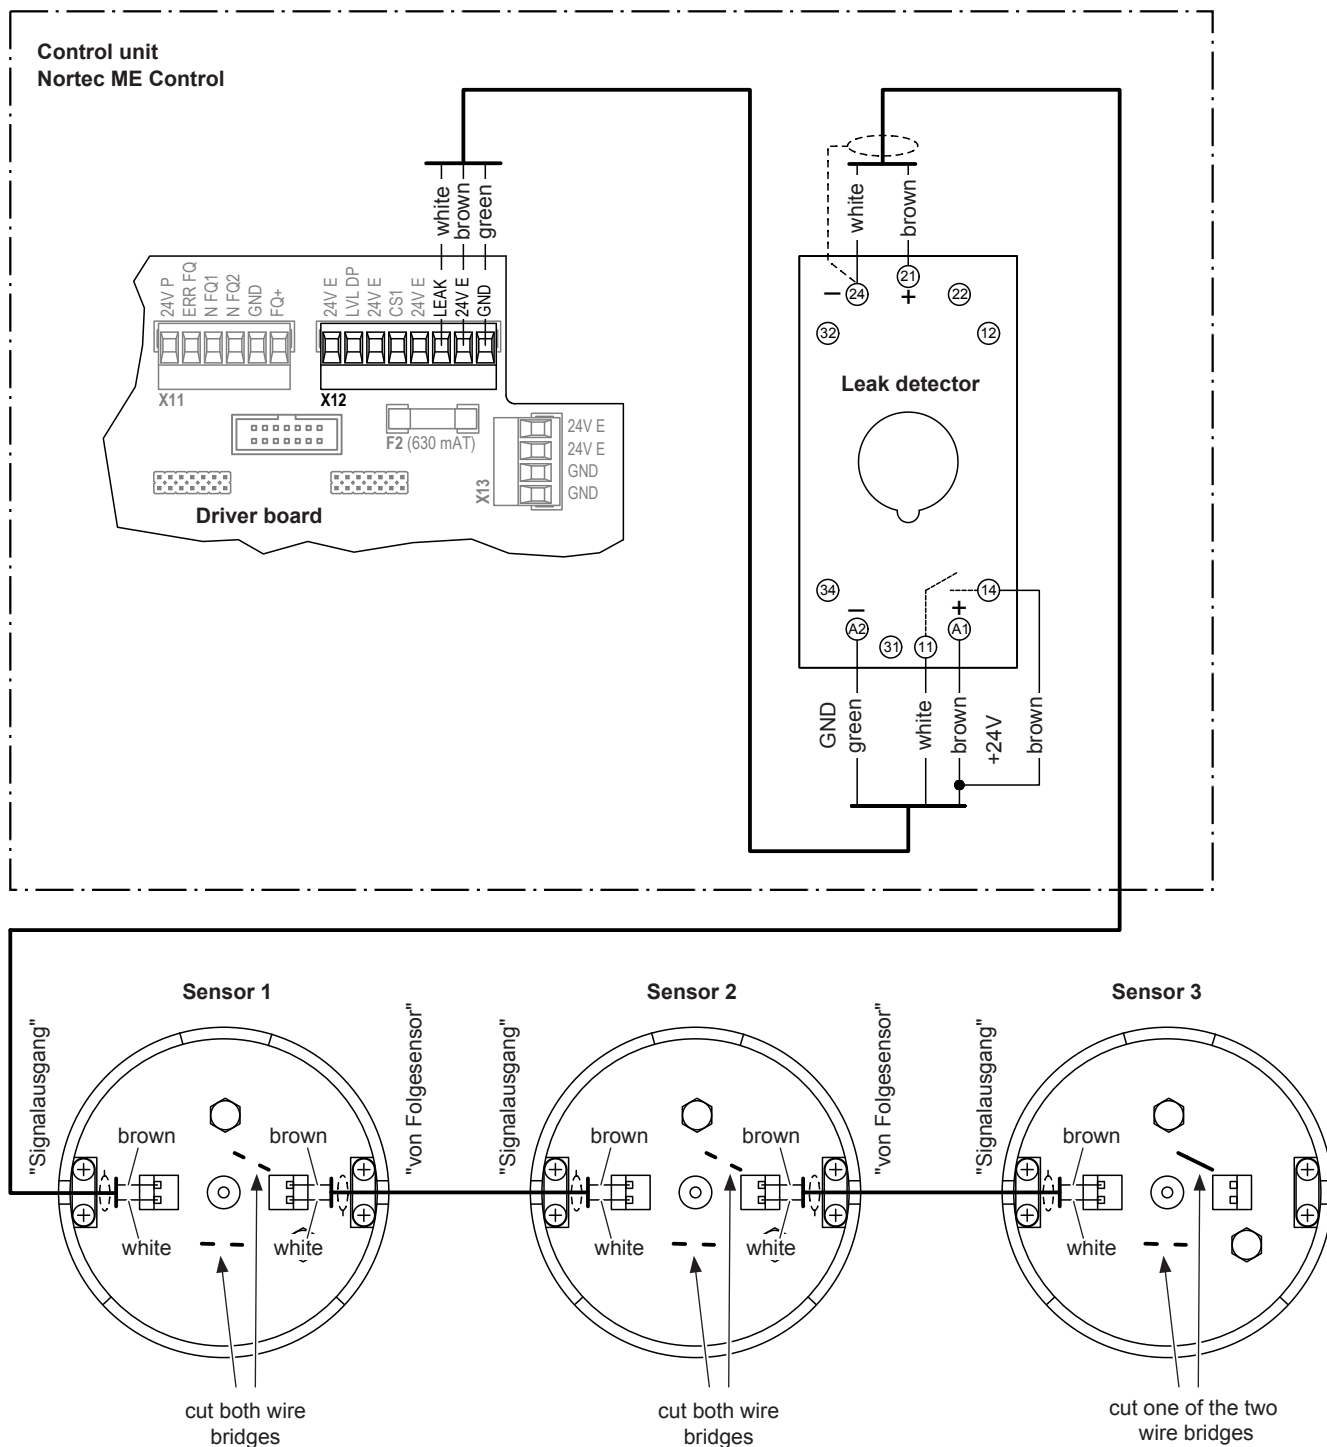 Control unit
Nortec ME Control
white
brown
green
24V P
ERR FQ
N FQ1
N FQ2
GND
FQ+
24V E
LVL DP
24V E
CS1
24V E
LEAK
24V E
GND
X11
X12
F2 (630 mAT)
24V E
24V E
GND
GND
X13
Driver board
white
brown
– 24
21 +
22
32
12
Leak detector
34
– A2
31
11
+ A1
14
GND
green
white
brown
+24V
brown
Sensor 1
Sensor 2
Sensor 3
"Signalausgang"
"von Folgesensor"
"Signalausgang"
"von Folgesensor"
"Signalausgang"
brown
brown
brown
brown
brown
white
white
white
white
white
cut both wire
bridges
cut both wire
bridges
cut one of the two
wire bridges